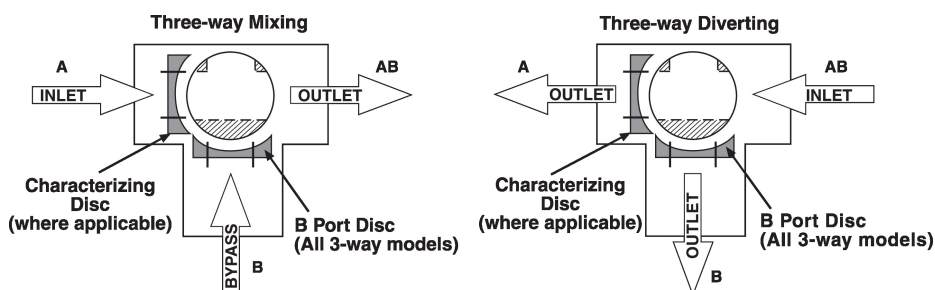 Three-way Mixing
A
INLET
AB
OUTLET
Characterizing
Disc
(where applicable)
B Port Disc
(All 3-way models)
BYPASS
B
Three-way Diverting
A
OUTLET
AB
INLET
Characterizing
Disc
(where applicable)
B Port Disc
(All 3-way models)
OUTLET
B